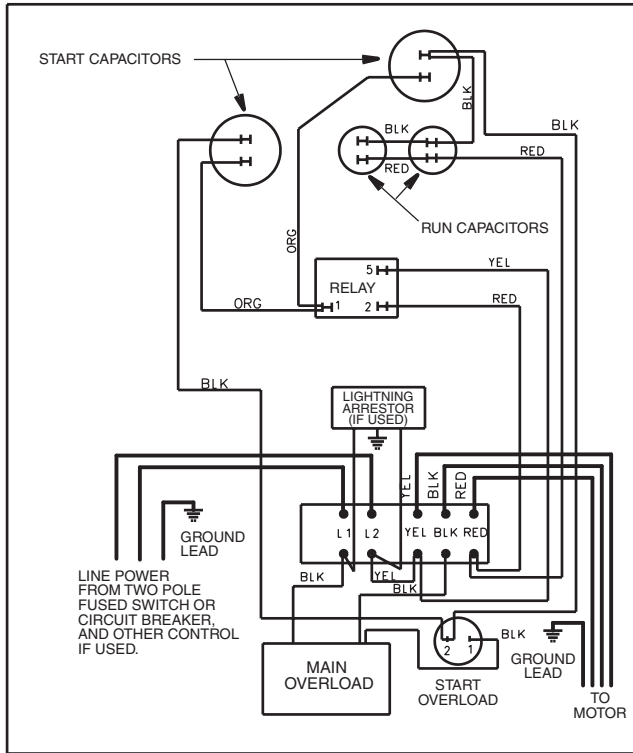 START CAPACITORS
BLK
BLK
BLK
RED
RED
RUN CAPACITORS
ORG
YEL
5
RELAY
1
2
RED
ORG
BLK
LIGHTNING
ARRESTOR
(IF USED)
YEL
BLK
RED
L1
L2
YEL
BLK
RED
GROUND
LEAD
LINE POWER
FROM TWO POLE
FUSED SWITCH OR
CIRCUIT BREAKER,
AND OTHER CONTROL
IF USED.
BLK
YEL
BLK
MAIN
OVERLOAD
2
1
BLK
START
OVERLOAD
GROUND
LEAD
TO
MOTOR